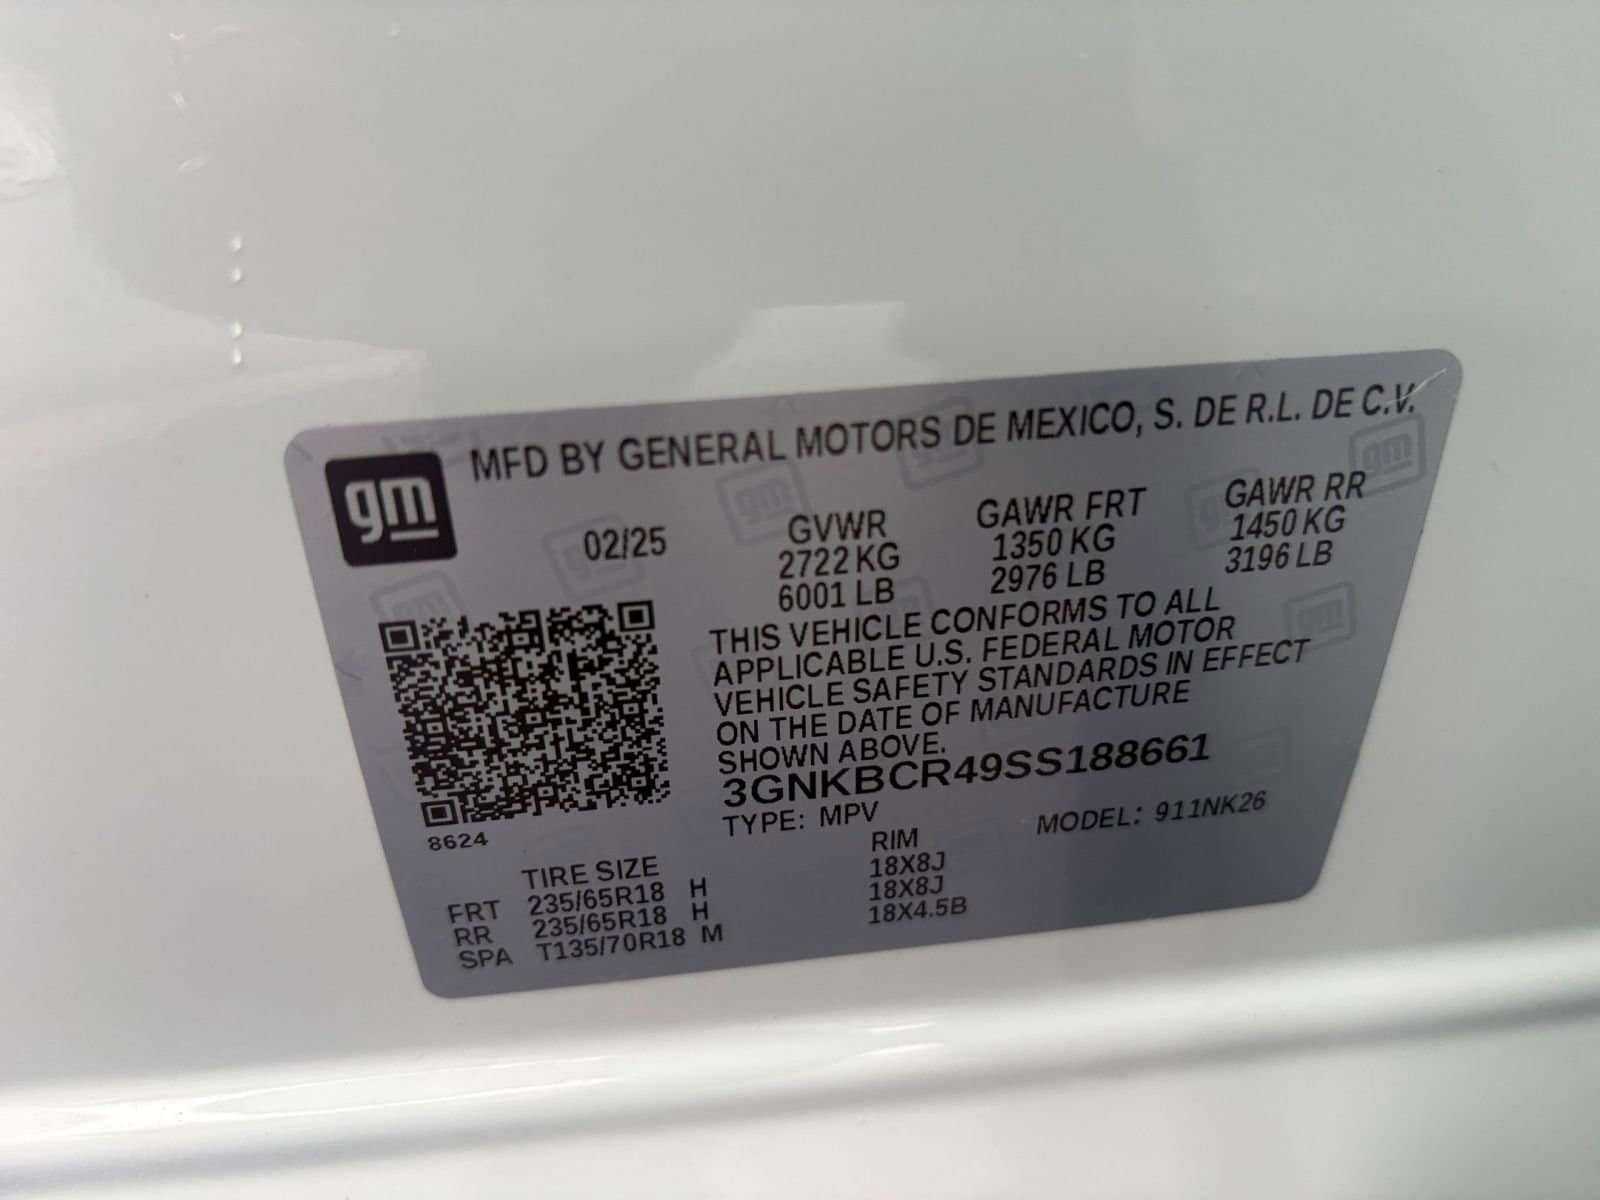 gm
MFD BY GENERAL MOTORS DE MEXICO, S. DE R.L. DE C.V.
02/25
GVWR GAWR FRT GAWR RR
2722 KG 1350 KG 1450 KG
6001 LB 2976 LB 3196 LB
THIS VEHICLE CONFORMS TO ALL
APPLICABLE U.S. FEDERAL MOTOR
VEHICLE SAFETY STANDARDS IN EFFECT
ON THE DATE OF MANUFACTURE
SHOWN ABOVE.
3GNKBCR49SS188661
TYPE: MPV MODEL: 911NK26
8624
TIRE SIZE RIM
FRT 235/65R18 H 18X8J
RR 235/65R18 H 18X8J
SPA T135/70R18 M 18X4.5B